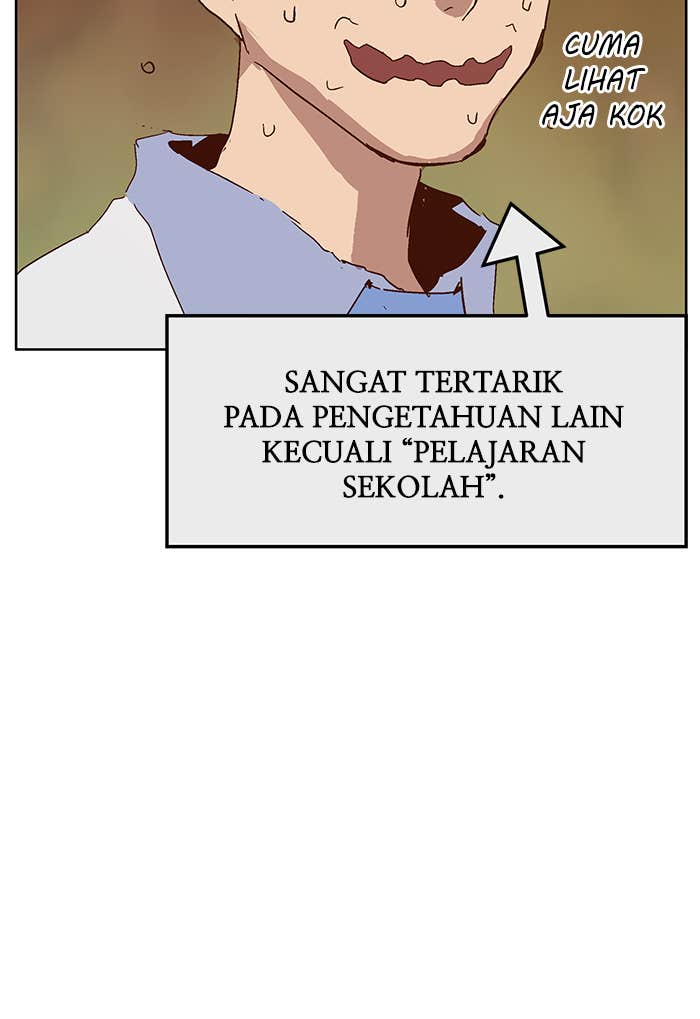 CUMA
LIHAT
AJA KOK
SANGAT TERTARIK
PADA PENGETAHUAN LAIN
KECUALI “PELAJARAN
SEKOLAH”.